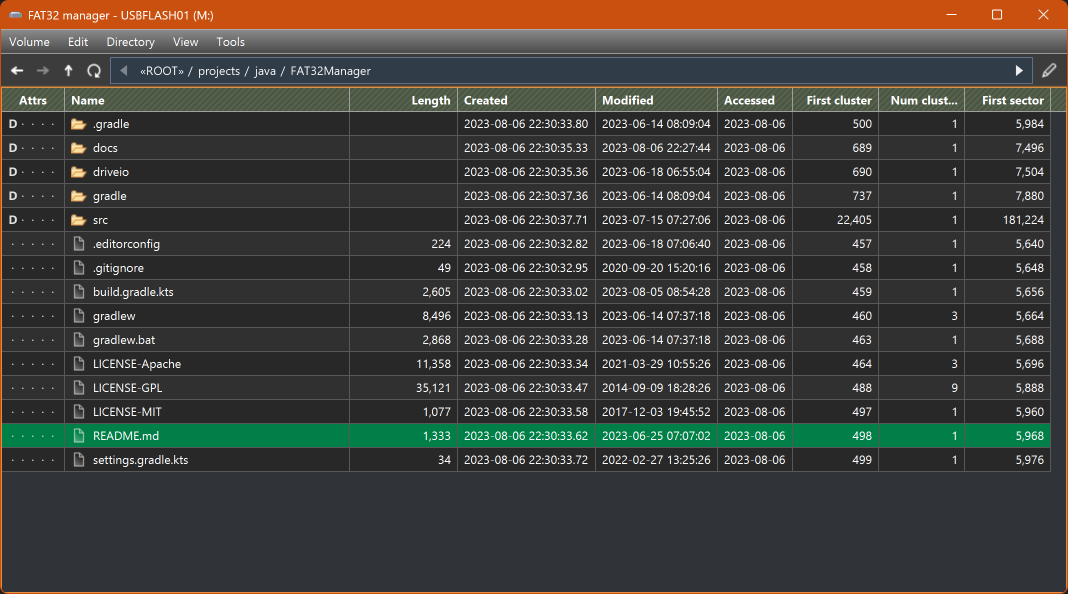 FAT32 manager - USBFLASH01 (M:)
Volume Edit Directory View Tools
«ROOT» / projects / java / FAT32Manager
Attrs Name Length Created Modified Accessed First cluster Num clust... First sector
D · · · · .gradle 2023-08-06 22:30:33.80 2023-06-14 08:09:04 2023-08-06 500 1 5,984
D · · · · docs 2023-08-06 22:30:35.33 2023-08-06 22:27:44 2023-08-06 689 1 7,496
D · · · · driveio 2023-08-06 22:30:35.36 2023-06-18 06:55:04 2023-08-06 690 1 7,504
D · · · · gradle 2023-08-06 22:30:37.36 2023-06-14 08:09:04 2023-08-06 737 1 7,880
D · · · · src 2023-08-06 22:30:37.71 2023-07-15 07:27:06 2023-08-06 22,405 1 181,224
· · · · · .editorconfig 224 2023-08-06 22:30:32.82 2023-06-18 07:06:40 2023-08-06 457 1 5,640
· · · · · .gitignore 49 2023-08-06 22:30:32.95 2020-09-20 15:20:16 2023-08-06 458 1 5,648
· · · · · build.gradle.kts 2,605 2023-08-06 22:30:33.02 2023-08-05 08:54:28 2023-08-06 459 1 5,656
· · · · · gradlew 8,496 2023-08-06 22:30:33.13 2023-06-14 07:37:18 2023-08-06 460 3 5,664
· · · · · gradlew.bat 2,868 2023-08-06 22:30:33.28 2023-06-14 07:37:18 2023-08-06 463 1 5,688
· · · · · LICENSE-Apache 11,358 2023-08-06 22:30:33.34 2021-03-29 10:55:26 2023-08-06 464 3 5,696
· · · · · LICENSE-GPL 35,121 2023-08-06 22:30:33.47 2014-09-09 18:28:26 2023-08-06 488 9 5,888
· · · · · LICENSE-MIT 1,077 2023-08-06 22:30:33.58 2017-12-03 19:45:52 2023-08-06 497 1 5,960
· · · · · README.md 1,333 2023-08-06 22:30:33.62 2023-06-25 07:07:02 2023-08-06 498 1 5,968
· · · · · settings.gradle.kts 34 2023-08-06 22:30:33.72 2022-02-27 13:25:26 2023-08-06 499 1 5,976